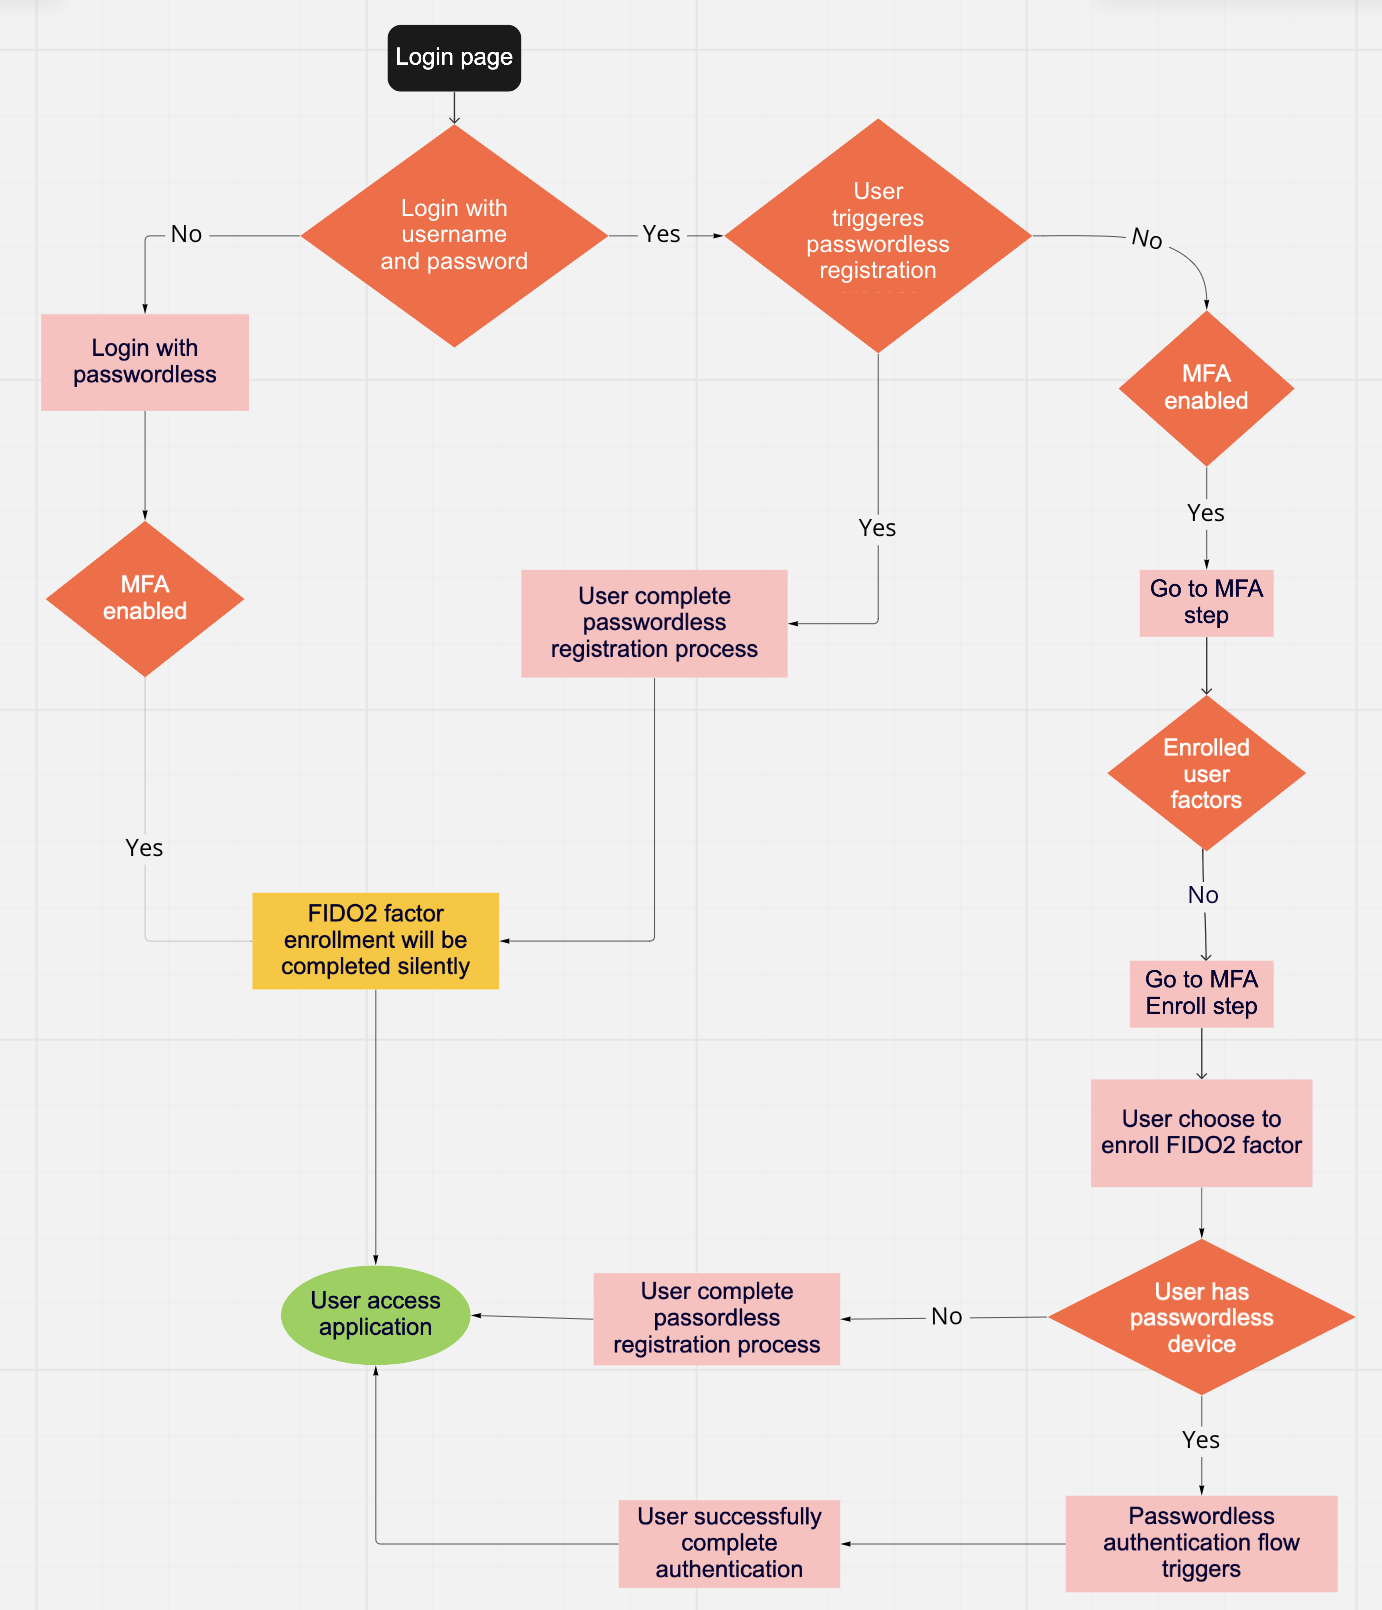 Login page
Login with
username
and password
No
Yes
User
triggeres
passwordless
registration
No
Login with
passwordless
MFA
enabled
Yes
Yes
MFA
enabled
User complete
passwordless
registration process
Go to MFA
step
Enrolled
user
factors
Yes
No
FIDO2 factor
enrollment will be
completed silently
Go to MFA
Enroll step
User choose to
enroll FIDO2 factor
User access
application
User complete
passordless
registration process
No
User has
passwordless
device
Yes
User successfully
complete
authentication
Passwordless
authentication flow
triggers